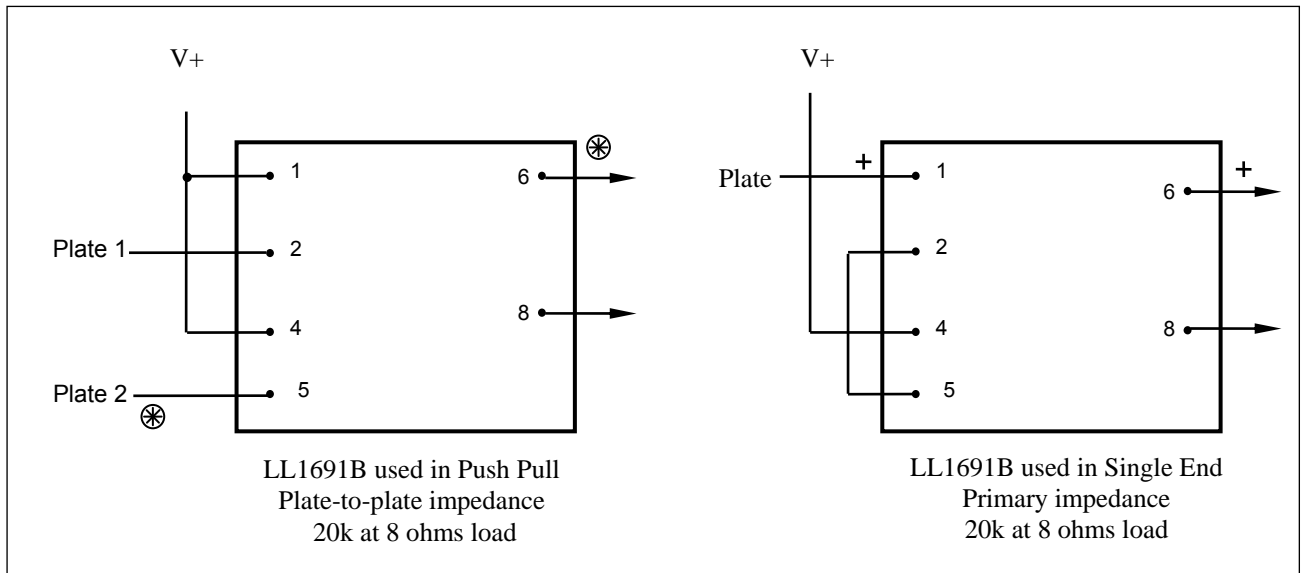 V+
1
6
Plate 1
2
4
8
Plate 2
5
LL1691B used in Push Pull
Plate-to-plate impedance
20k at 8 ohms load
V+
+
+
Plate
1
6
2
4
8
5
LL1691B used in Single End
Primary impedance
20k at 8 ohms load